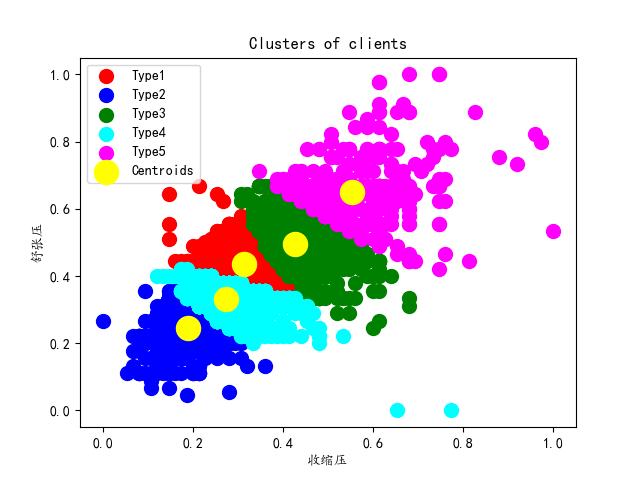 Clusters of clients
Type1
Type2
Type3
Type4
Type5
Centroids
舒张压
1.0
0.8
0.6
0.4
0.2
0.0
0.0 0.2 0.4 0.6 0.8 1.0
收缩压